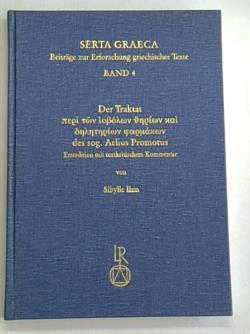 SERTA GRAECA
Beiträge zur Erforschung griechischer Texte
BAND 4
Der Traktat
περὶ τῶν ἰοβόλων θηρίων καὶ
δηλητηρίων φαρμάκων
des sog. Aelius Promotus
Erstedition mit textkritischem Kommentar
von
Sibylle Ihm
LR